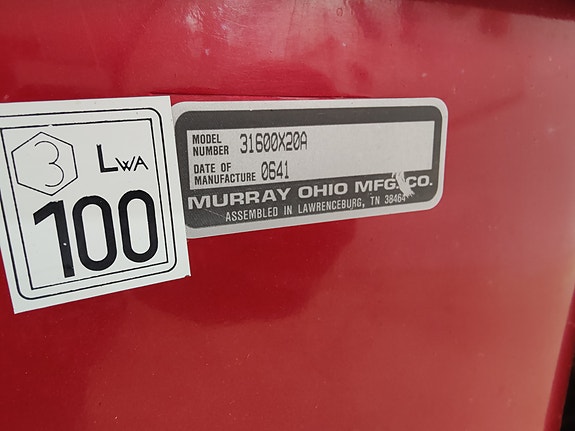 3 LWA
100
MODEL NUMBER 31600X20A
DATE OF MANUFACTURE 0641
MURRAY OHIO MFG. CO.
ASSEMBLED IN LAWRENCEBURG, TN 38464